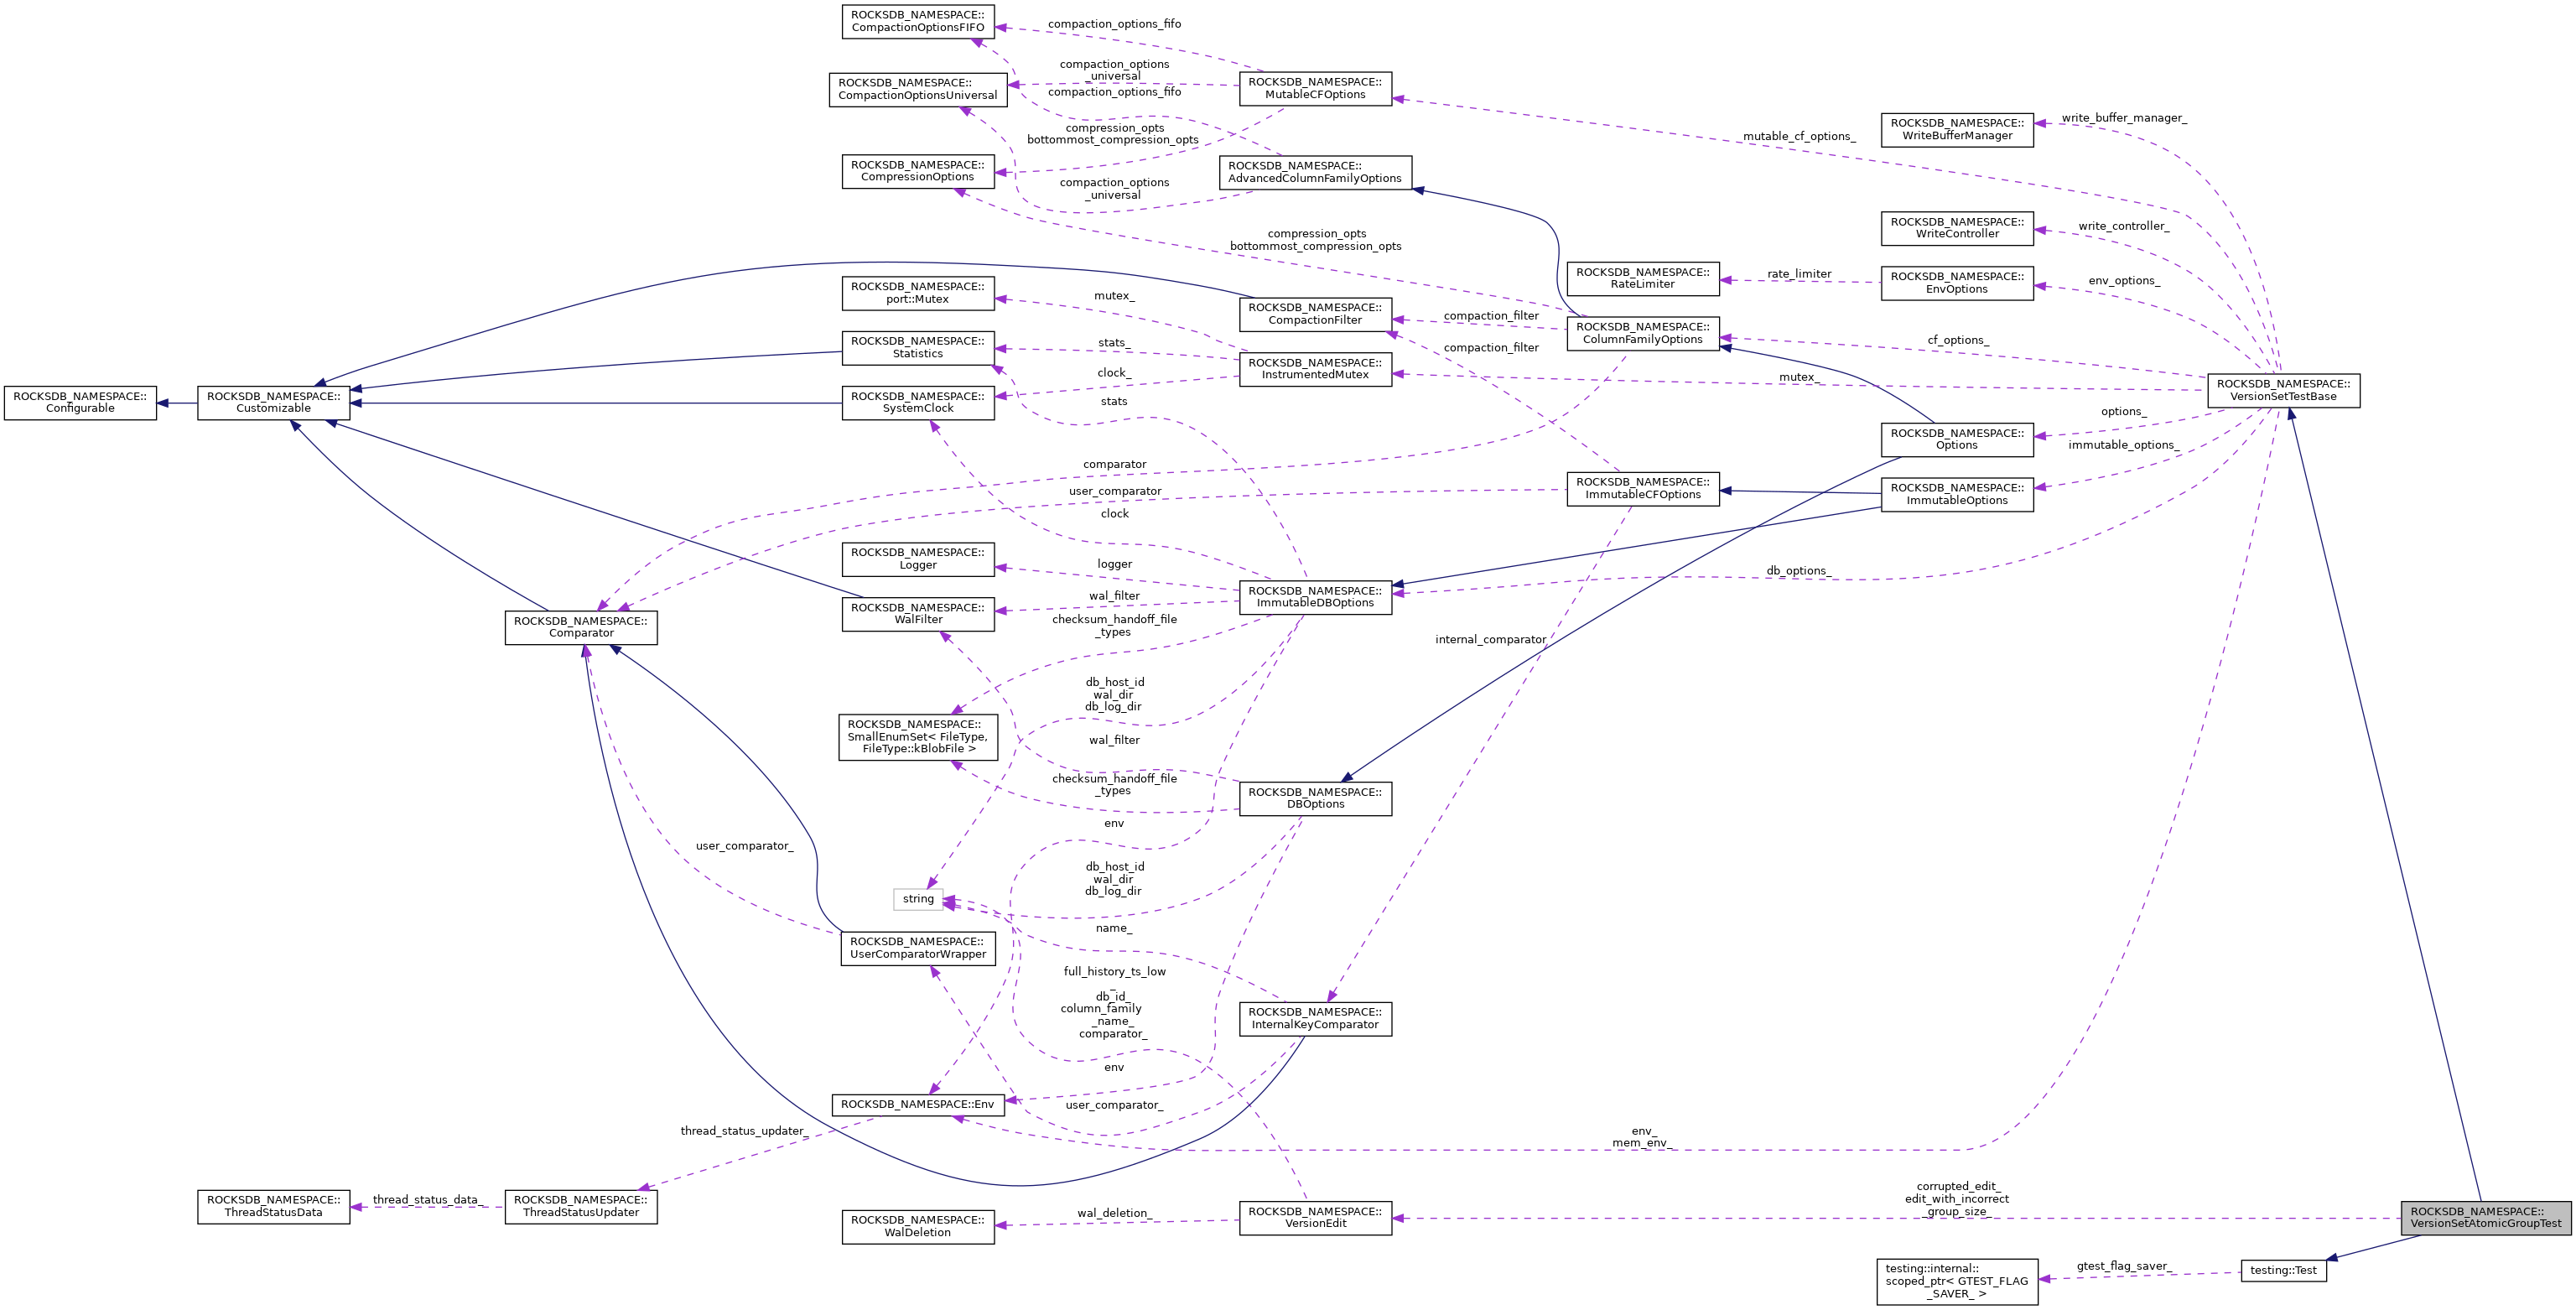 ROCKSDB_NAMESPACE::
CompactionOptionsFIFO
compaction_options_fifo
ROCKSDB_NAMESPACE::
CompactionOptionsUniversal
compaction_options
_universal
compaction_options_fifo
ROCKSDB_NAMESPACE::
MutableCFOptions
ROCKSDB_NAMESPACE::
WriteBufferManager
write_buffer_manager_
mutable_cf_options_
compression_opts
bottommost_compression_opts
ROCKSDB_NAMESPACE::
CompressionOptions
ROCKSDB_NAMESPACE::
AdvancedColumnFamilyOptions
compaction_options
_universal
ROCKSDB_NAMESPACE::
WriteController
write_controller_
compression_opts
bottommost_compression_opts
ROCKSDB_NAMESPACE::
RateLimiter
rate_limiter
ROCKSDB_NAMESPACE::
EnvOptions
env_options_
ROCKSDB_NAMESPACE::
port::Mutex
mutex_
ROCKSDB_NAMESPACE::
CompactionFilter
compaction_filter
ROCKSDB_NAMESPACE::
ColumnFamilyOptions
cf_options_
ROCKSDB_NAMESPACE::
Statistics
stats_
compaction_filter
ROCKSDB_NAMESPACE::
InstrumentedMutex
clock_
mutex_
ROCKSDB_NAMESPACE::
VersionSetTestBase
ROCKSDB_NAMESPACE::
Configurable
ROCKSDB_NAMESPACE::
Customizable
ROCKSDB_NAMESPACE::
SystemClock
stats
options_
ROCKSDB_NAMESPACE::
Options
immutable_options_
comparator
user_comparator
ROCKSDB_NAMESPACE::
ImmutableCFOptions
ROCKSDB_NAMESPACE::
ImmutableOptions
clock
ROCKSDB_NAMESPACE::
Logger
logger
db_options_
ROCKSDB_NAMESPACE::
ImmutableDBOptions
wal_filter
ROCKSDB_NAMESPACE::
WalFilter
ROCKSDB_NAMESPACE::
Comparator
checksum_handoff_file
_types
internal_comparator
db_host_id
wal_dir
db_log_dir
ROCKSDB_NAMESPACE::
SmallEnumSet< FileType,
FileType::kBlobFile >
wal_filter
checksum_handoff_file
_types
ROCKSDB_NAMESPACE::
DBOptions
env
user_comparator_
db_host_id
wal_dir
db_log_dir
string
name_
ROCKSDB_NAMESPACE::
UserComparatorWrapper
full_history_ts_low
_
db_id_
column_family
_name_
comparator_
ROCKSDB_NAMESPACE::
InternalKeyComparator
env
ROCKSDB_NAMESPACE::Env
user_comparator_
thread_status_updater_
env_
mem_env_
ROCKSDB_NAMESPACE::
ThreadStatusData
thread_status_data_
ROCKSDB_NAMESPACE::
ThreadStatusUpdater
ROCKSDB_NAMESPACE::
WalDeletion
wal_deletion_
ROCKSDB_NAMESPACE::
VersionEdit
corrupted_edit_
edit_with_incorrect
_group_size_
ROCKSDB_NAMESPACE::
VersionSetAtomicGroupTest
testing::internal::
scoped_ptr< GTEST_FLAG
_SAVER_ >
gtest_flag_saver_
testing::Test